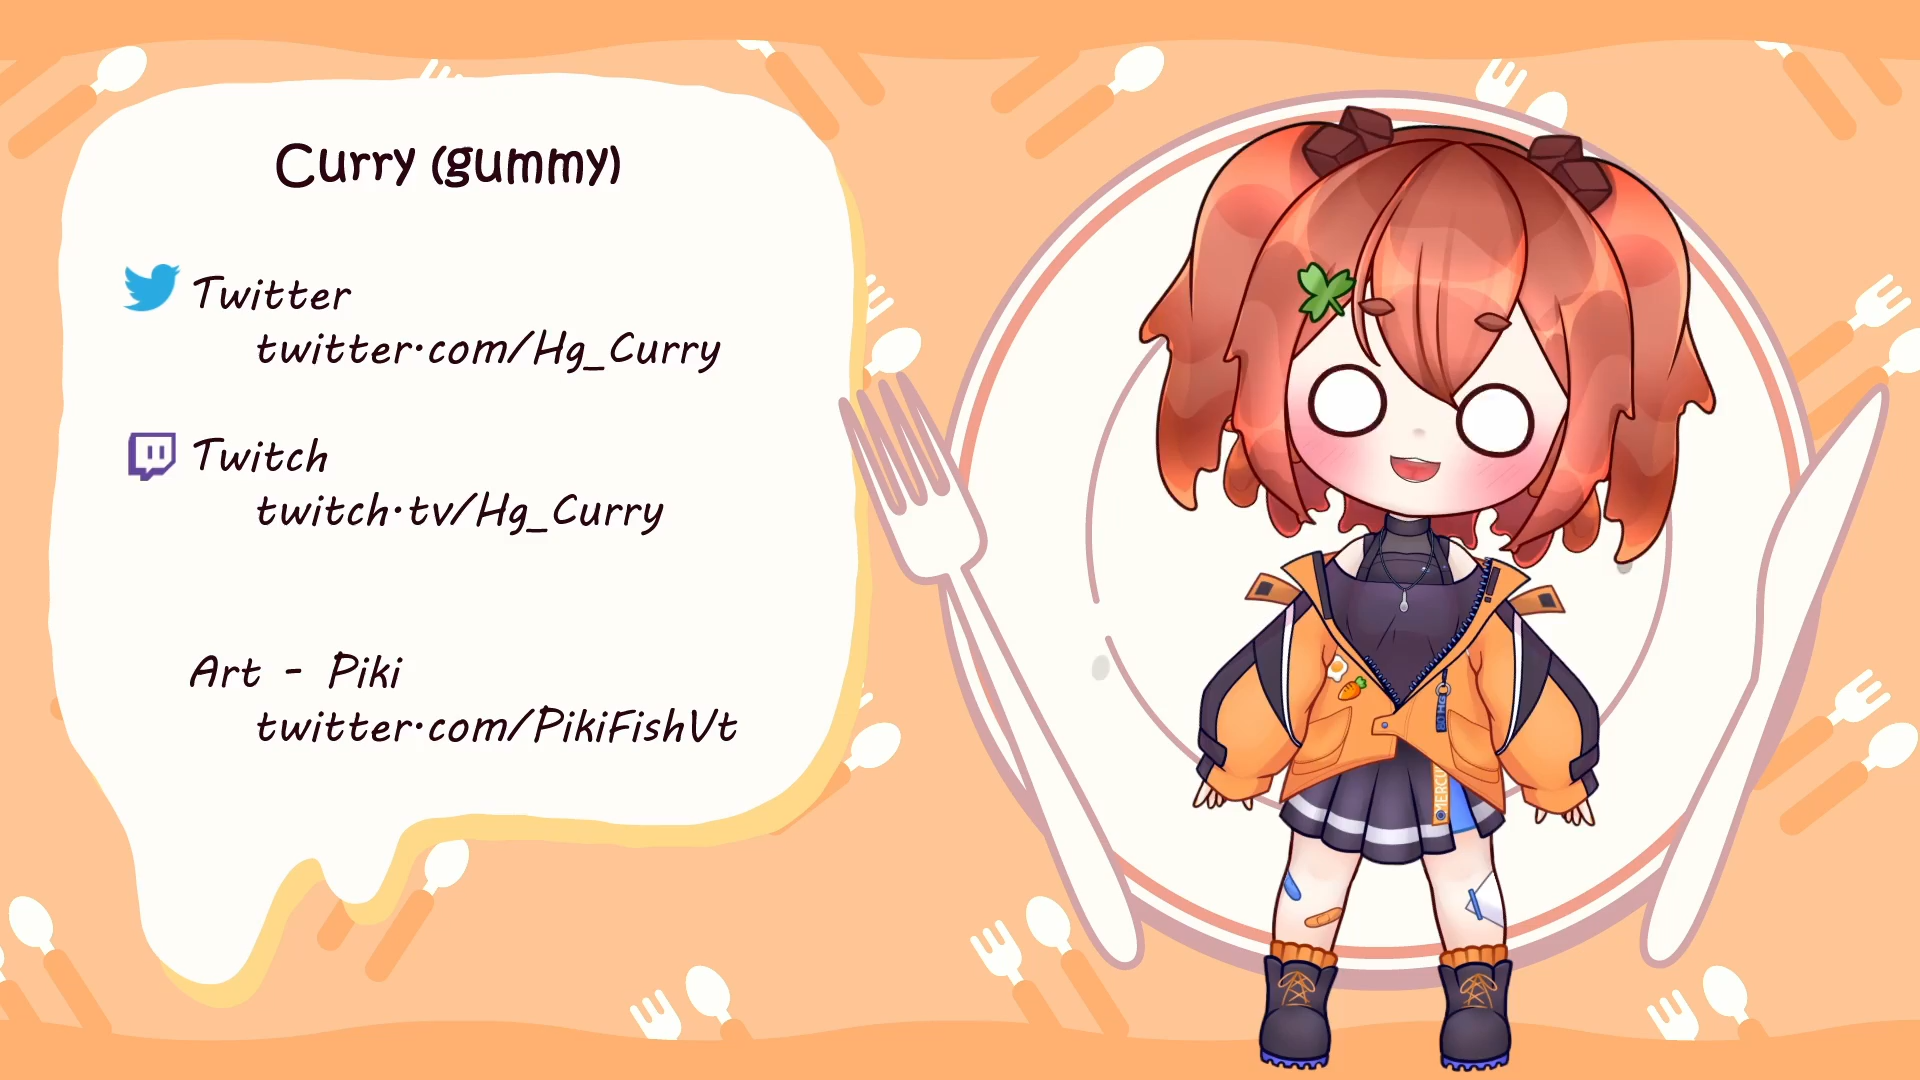 Curry (gummy)
Twitter
twitter.com/Hg_Curry
Twitch
twitch.tv/Hg_Curry
Art - Piki
twitter.com/PikiFishVt